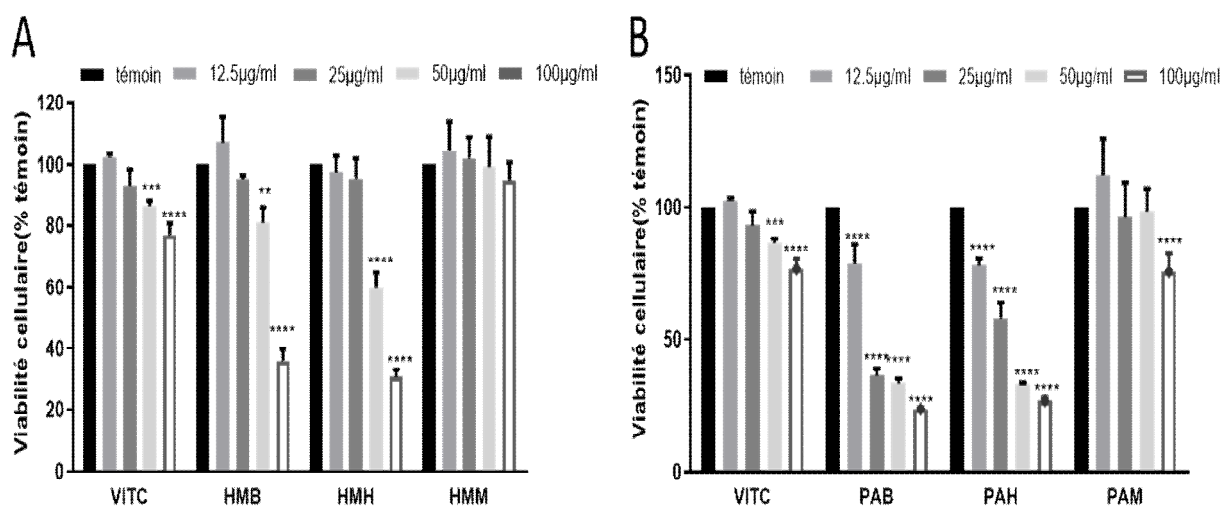 A
témoin 12.5µg/ml 25µg/ml 50µg/ml 100µg/ml
Viabilité cellulaire(% témoin)
120
100
80
60
40
20
0
*** **** ** **** **** ****
VITC HMB HMH HMM
B
témoin 12.5µg/ml 25µg/ml 50µg/ml 100µg/ml
Viabilité cellulaire(% témoin)
150
100
50
0
*** **** **** **** **** **** **** **** **** **** ****
VITC PAB PAH PAM